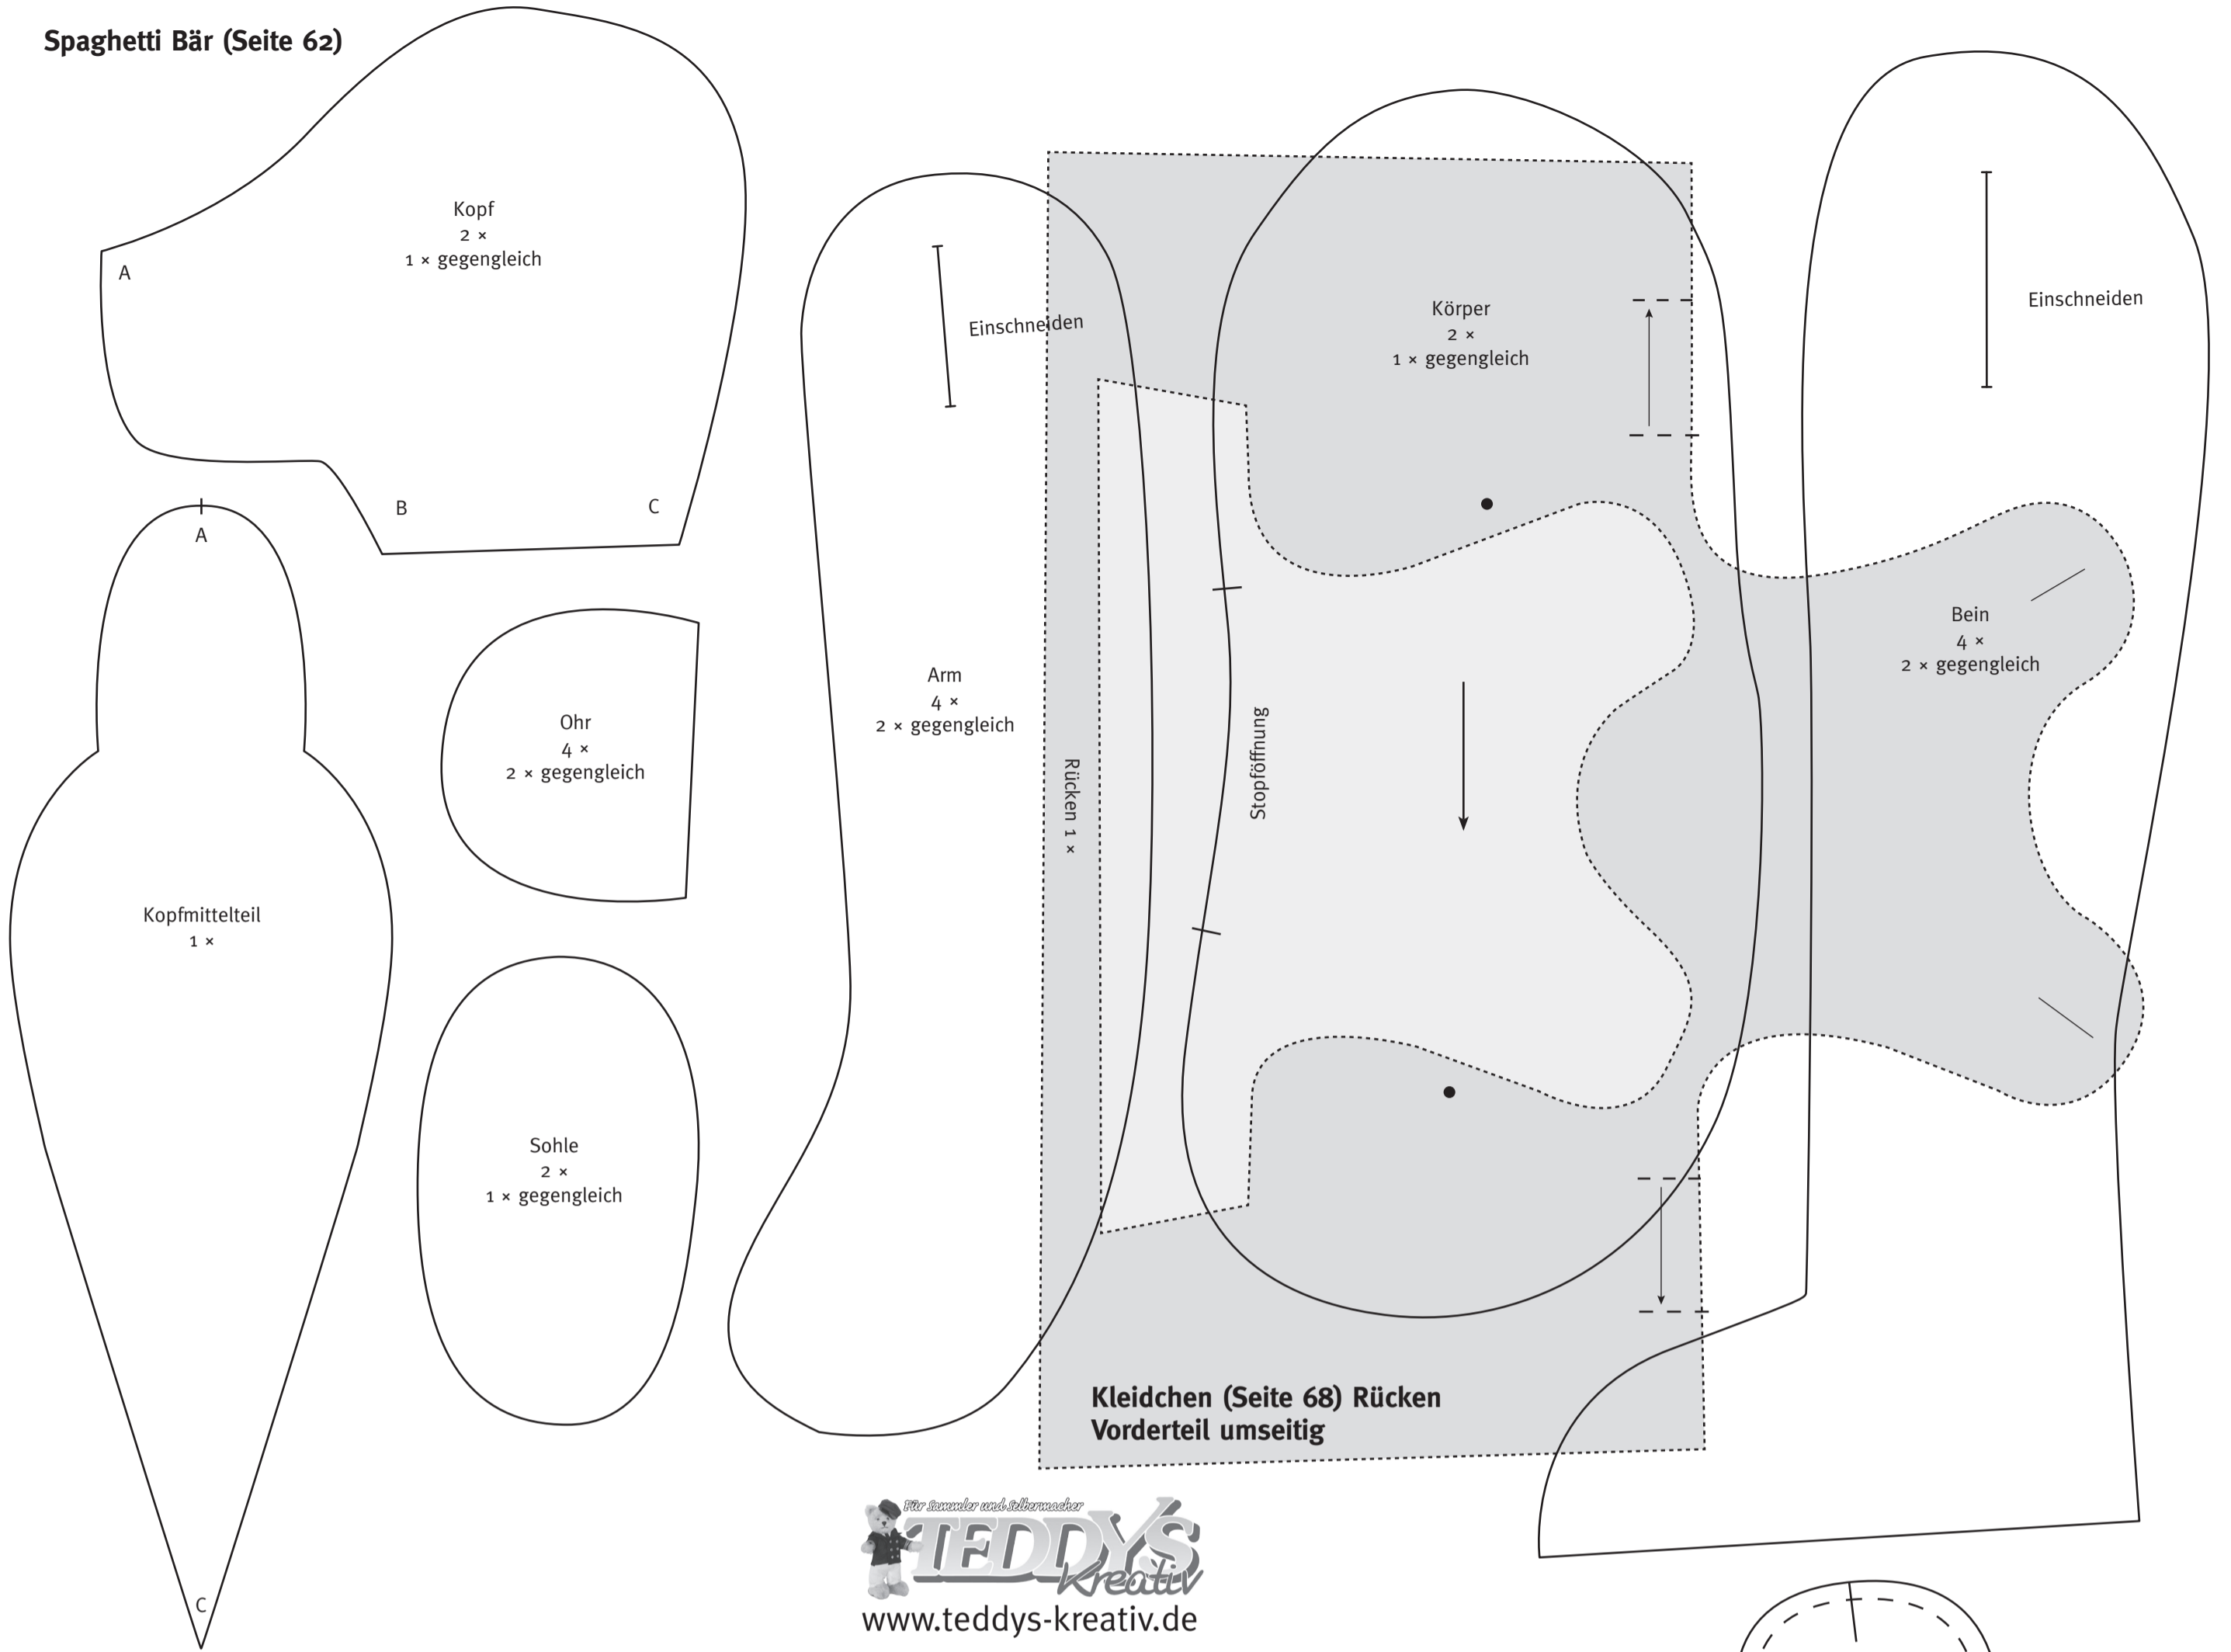 Spaghetti Bär (Seite 62)
Kopf
2 ×
1 × gegengleich
A
B
C
A
Kopfmittelteil
1 ×
C
Ohr
4 ×
2 × gegengleich
Sohle
2 ×
1 × gegengleich
Einschneiden
Arm
4 ×
2 × gegengleich
Rücken 1 ×
Stopföffnung
Körper
2 ×
1 × gegengleich
Einschneiden
Bein
4 ×
2 × gegengleich
Kleidchen (Seite 68) Rücken
Vorderteil umseitig
Für Sammler und Selbermacher
TEDDYS
Kreativ
www.teddys-kreativ.de